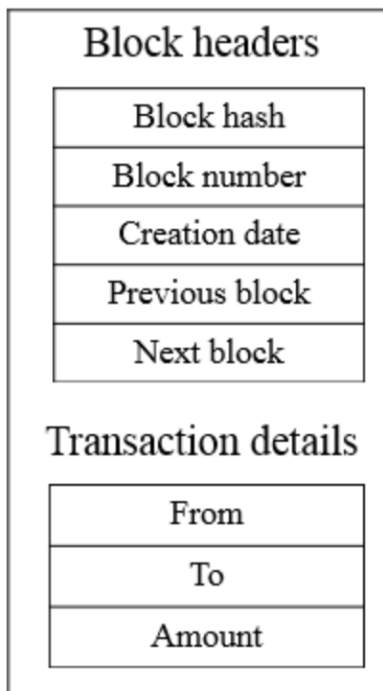 Block headers
Block hash
Block number
Creation date
Previous block
Next block
Transaction details
From
To
Amount